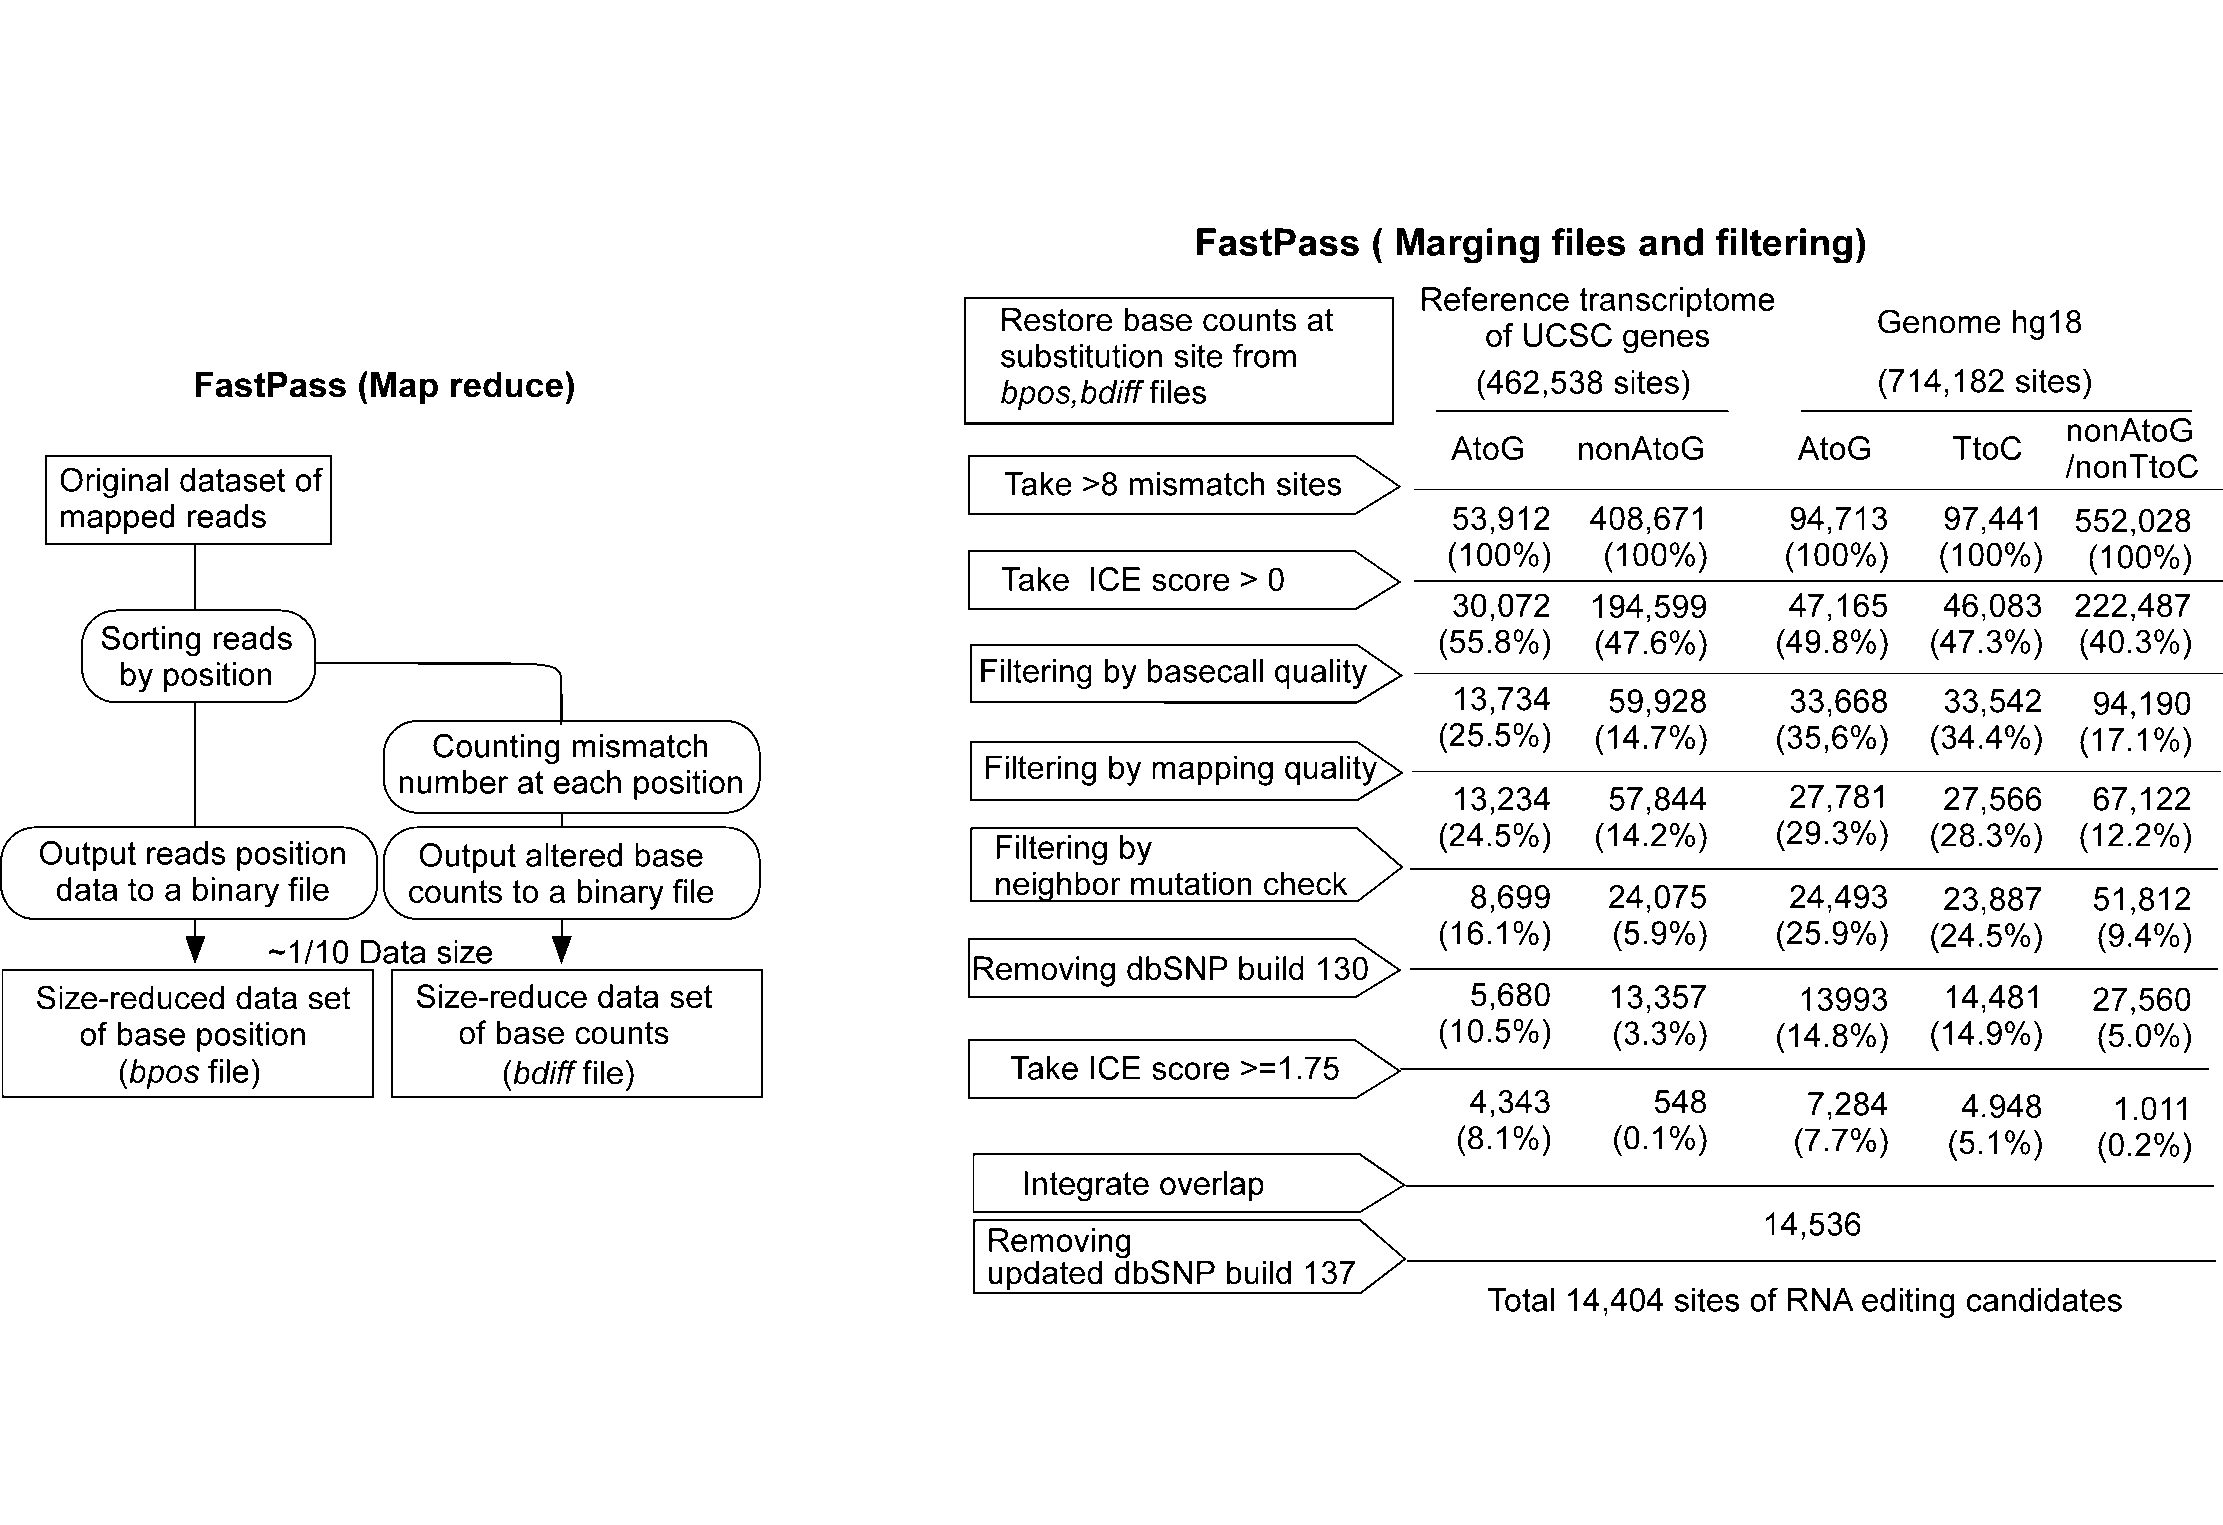 FastPass (Map reduce)
Original dataset of
mapped reads
Sorting reads
by position
Counting mismatch
number at each position
Output reads position
data to a binary file
Output altered base
counts to a binary file
~1/10 Data size
Size-reduced data set
of base position
(bpos file)
Size-reduce data set
of base counts
(bdiff file)
FastPass ( Marging files and filtering)
Restore base counts at
substitution site from
bpos,bdiff files
Reference transcriptome
of UCSC genes
(462,538 sites)
Genome hg18
(714,182 sites)
AtoG nonAtoG AtoG TtoC nonAtoG
/nonTtoC
Take >8 mismatch sites
53,912 408,671 94,713 97,441 552,028
(100%) (100%) (100%) (100%) (100%)
Take ICE score > 0
30,072 194,599 47,165 46,083 222,487
(55.8%) (47.6%) (49.8%) (47.3%) (40.3%)
Filtering by basecall quality
13,734 59,928 33,668 33,542 94,190
(25.5%) (14.7%) (35,6%) (34.4%) (17.1%)
Filtering by mapping quality
13,234 57,844 27,781 27,566 67,122
(24.5%) (14.2%) (29.3%) (28.3%) (12.2%)
Filtering by
neighbor mutation check
8,699 24,075 24,493 23,887 51,812
(16.1%) (5.9%) (25.9%) (24.5%) (9.4%)
Removing dbSNP build 130
5,680 13,357 13993 14,481 27,560
(10.5%) (3.3%) (14.8%) (14.9%) (5.0%)
Take ICE score >=1.75
4,343 548 7,284 4.948 1.011
(8.1%) (0.1%) (7.7%) (5.1%) (0.2%)
Integrate overlap
14,536
Removing
updated dbSNP build 137
Total 14,404 sites of RNA editing candidates